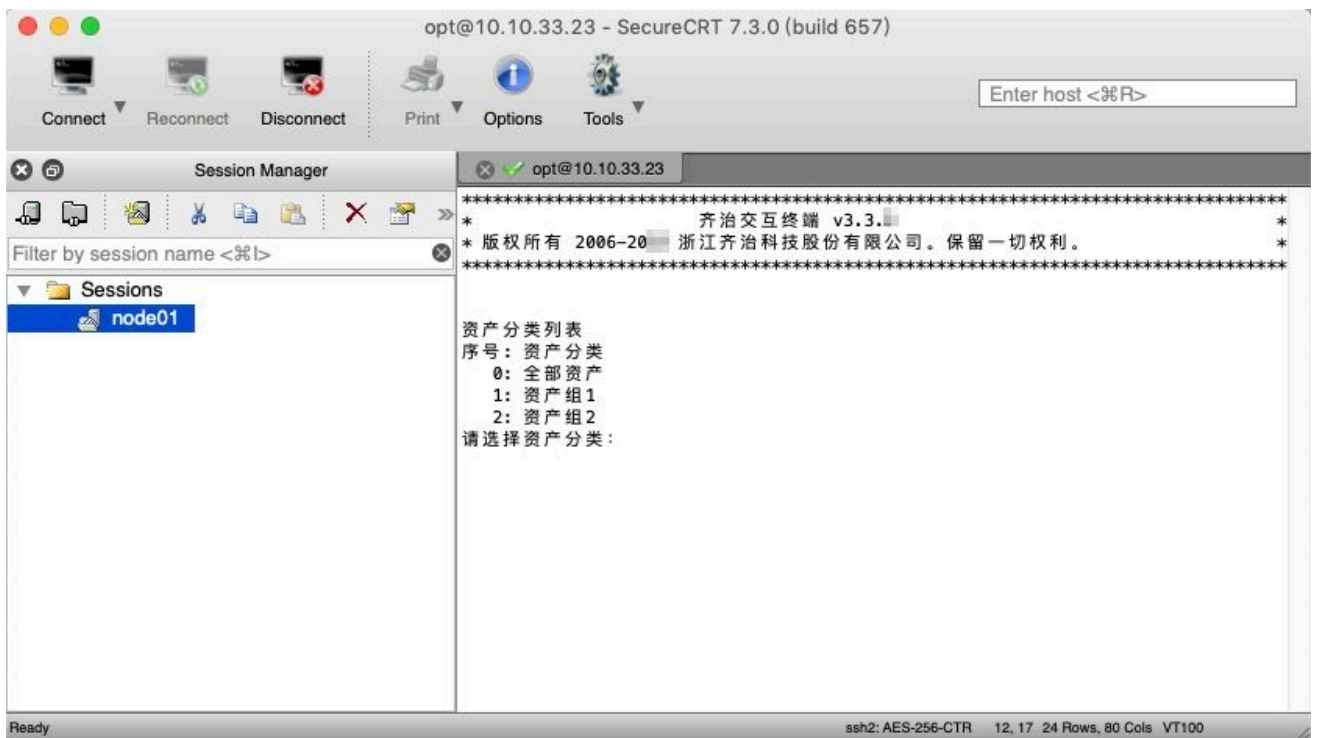 opt@10.10.33.23 - SecureCRT 7.3.0 (build 657)
Connect Reconnect Disconnect Print Options Tools
Enter host <⌘R>
Session Manager
Filter by session name <⌘I>
Sessions
node01
opt@10.10.33.23
********************************************************************************
* 齐治交互终端 v3.3. *
* 版权所有 2006-20 浙江齐治科技股份有限公司。保留一切权利。 *
********************************************************************************
资产分类列表
序号: 资产分类
0: 全部资产
1: 资产组1
2: 资产组2
请选择资产分类:
Ready
ssh2: AES-256-CTR 12, 17 24 Rows, 80 Cols VT100